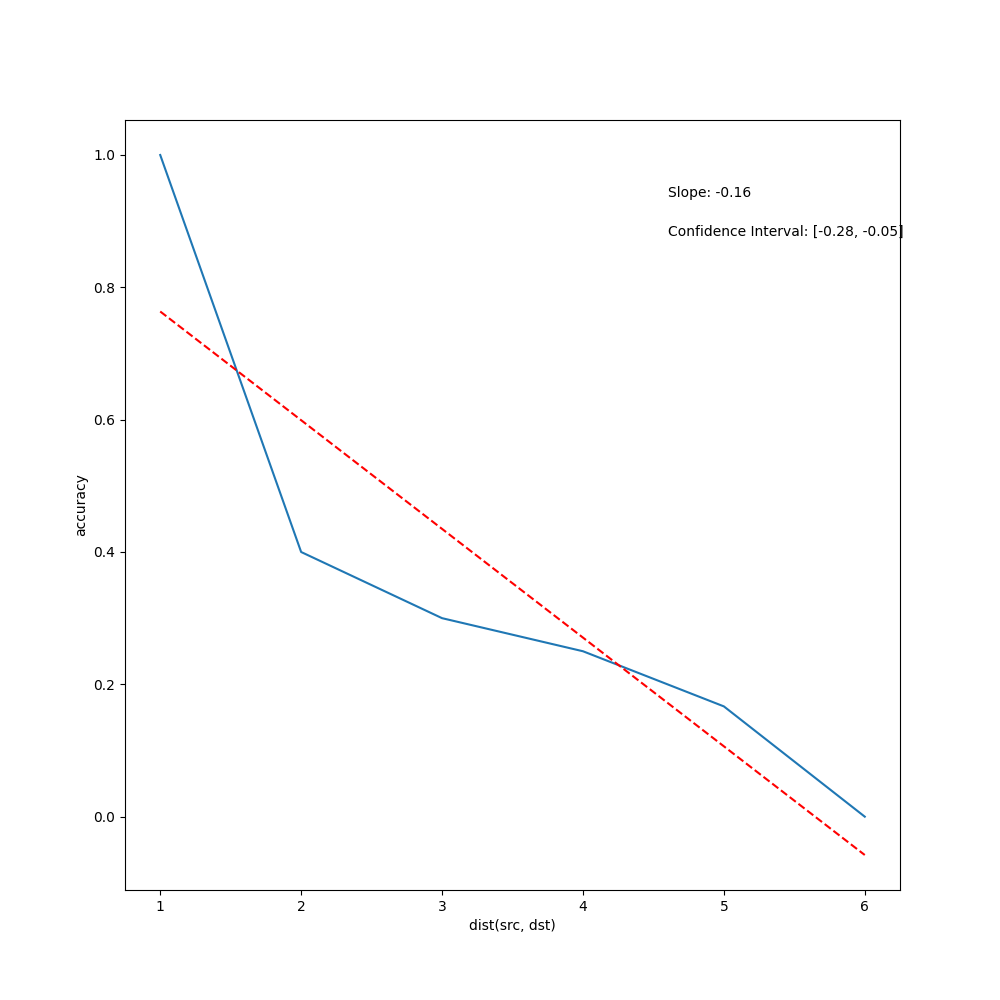 Slope: -0.16
Confidence Interval: [-0.28, -0.05]
1.0
0.8
0.6
0.4
0.2
0.0
accuracy
1 2 3 4 5 6
dist(src, dst)